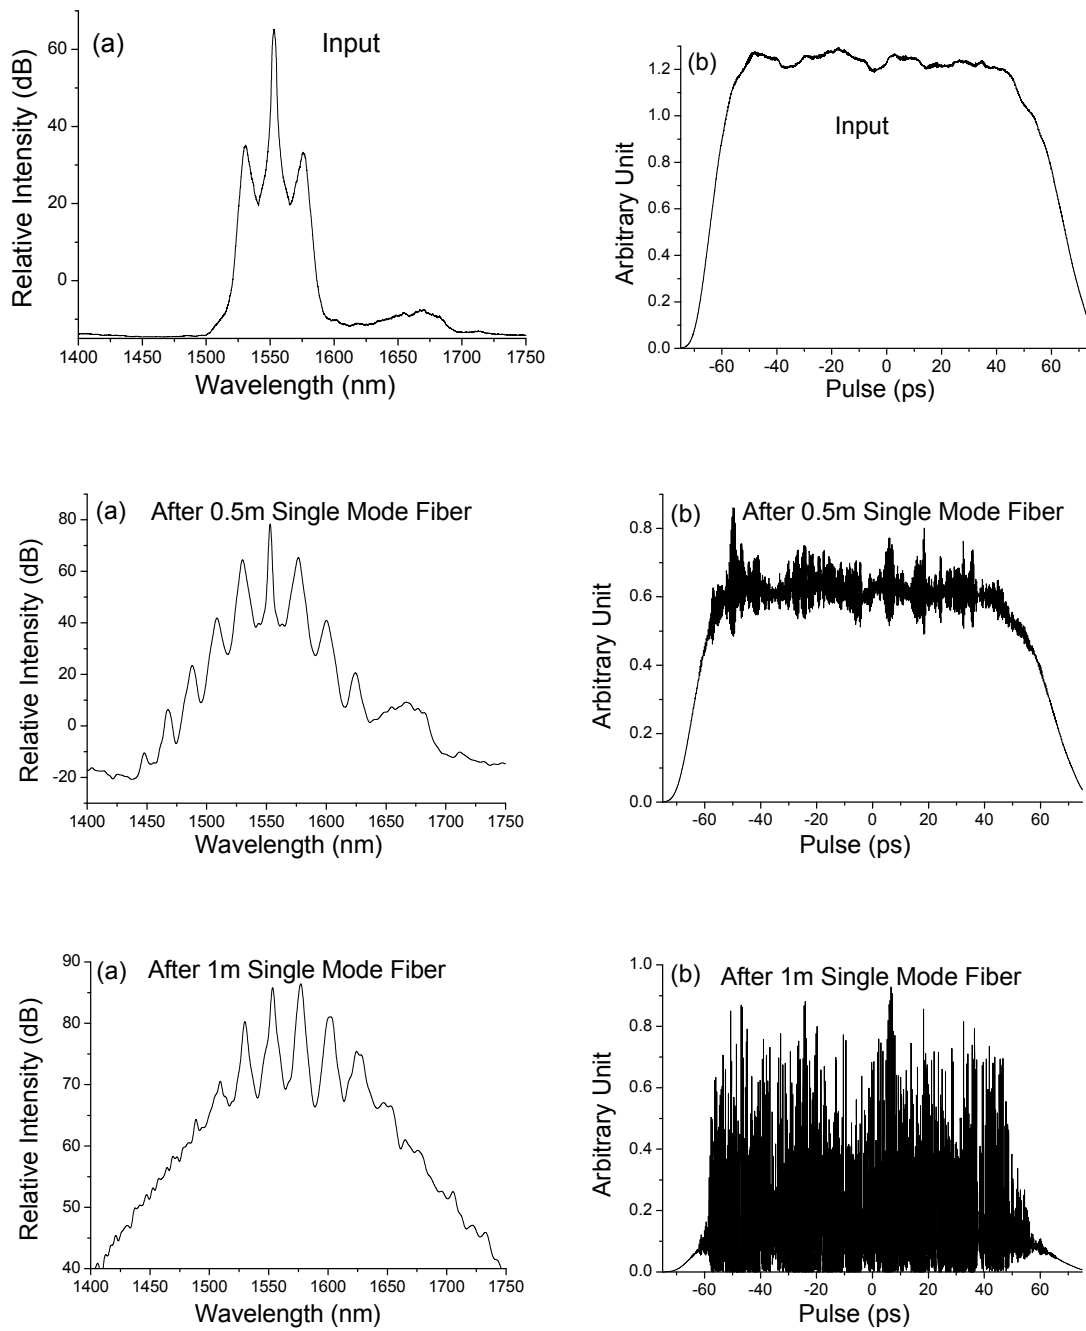 (a) Input
Relative Intensity (dB)
60
40
20
0
1400 1450 1500 1550 1600 1650 1700 1750
Wavelength (nm)
(b)
Input
Arbitrary Unit
1.2
1.0
0.8
0.6
0.4
0.2
0.0
-60 -40 -20 0 20 40 60
Pulse (ps)
(a) After 0.5m Single Mode Fiber
Relative Intensity (dB)
80
60
40
20
0
-20
1400 1450 1500 1550 1600 1650 1700 1750
Wavelength (nm)
(b) After 0.5m Single Mode Fiber
Arbitrary Unit
0.8
0.6
0.4
0.2
0.0
-60 -40 -20 0 20 40 60
Pulse (ps)
(a) After 1m Single Mode Fiber
Relative Intensity (dB)
90
80
70
60
50
40
1400 1450 1500 1550 1600 1650 1700 1750
Wavelength (nm)
(b) After 1m Single Mode Fiber
Arbitrary Unit
1.0
0.8
0.6
0.4
0.2
0.0
-60 -40 -20 0 20 40 60
Pulse (ps)